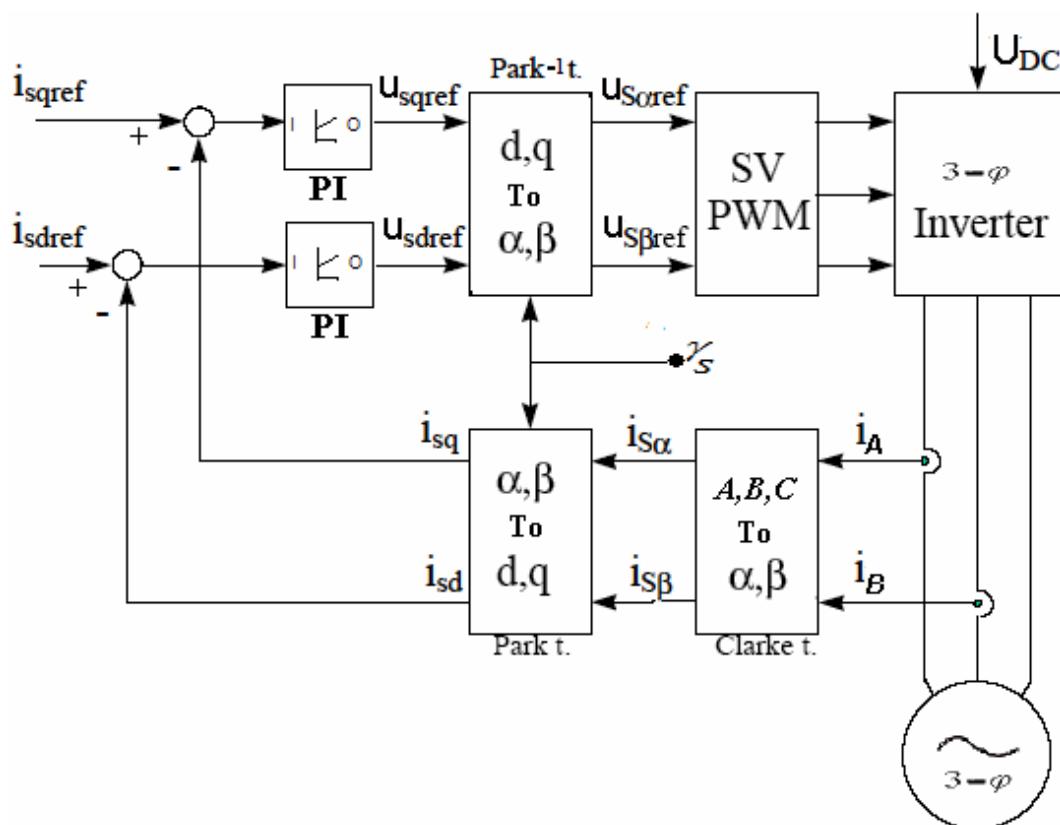 U_DC
Park⁻¹ t.
i_sqref
u_sqref
u_Sαref
+
-
I O
PI
d,q
To
α,β
SV
PWM
3-φ
Inverter
i_sdref
u_sdref
u_Sβref
+
-
I O
PI
γ_s
i_sq
i_Sα
i_A
α,β
To
d,q
A,B,C
To
α,β
i_sd
i_Sβ
i_B
Park t.
Clarke t.
3-φ